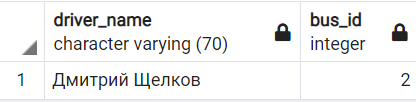 driver_name
character varying (70)
bus_id
integer
1 Дмитрий Щелков 2